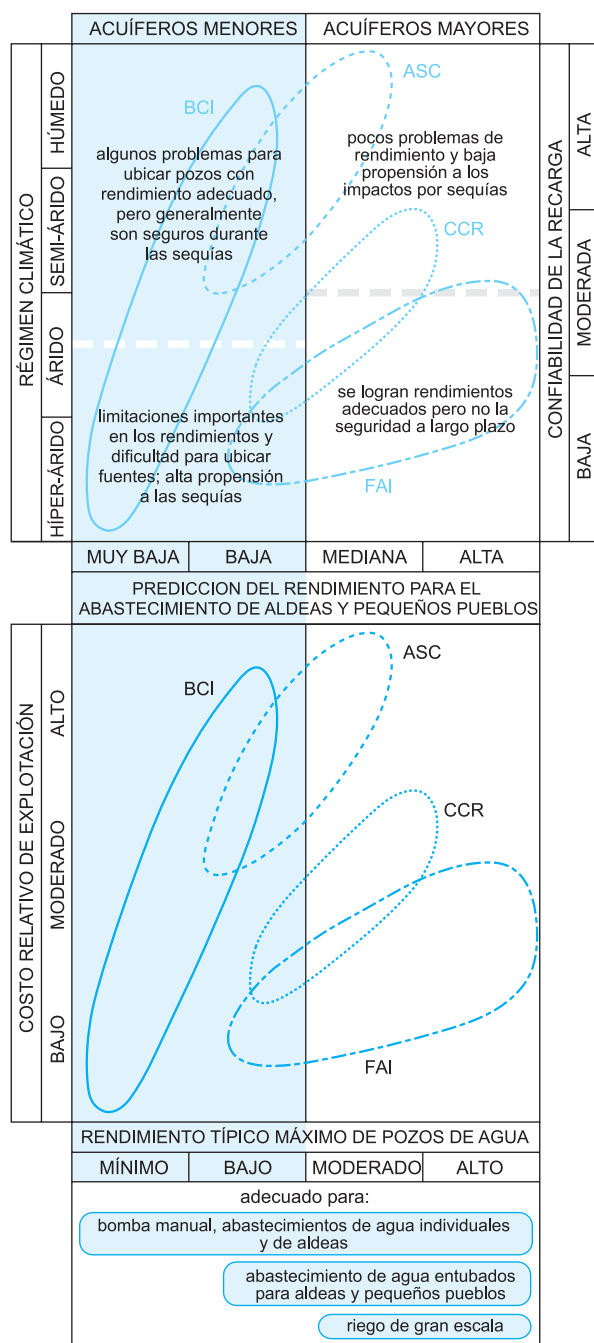 ACUÍFEROS MENORES
ACUÍFEROS MAYORES
RÉGIMEN CLIMÁTICO
HÚMEDO
SEMI-ÁRIDO
ÁRIDO
HÍPER-ÁRIDO
BCI
ASC
algunos problemas para
ubicar pozos con
rendimiento adecuado,
pero generalmente
son seguros durante
las sequías
pocos problemas de
rendimiento y baja
propensión a los
impactos por sequías
CCR
limitaciones importantes
en los rendimientos y
dificultad para ubicar
fuentes; alta propensión
a las sequías
se logran rendimientos
adecuados pero no la
seguridad a largo plazo
FAI
CONFIABILIDAD DE LA RECARGA
ALTA
MODERADA
BAJA
MUY BAJA
BAJA
MEDIANA
ALTA
PREDICCION DEL RENDIMIENTO PARA EL
ABASTECIMIENTO DE ALDEAS Y PEQUEÑOS PUEBLOS
COSTO RELATIVO DE EXPLOTACIÓN
ALTO
MODERADO
BAJO
BCI
ASC
CCR
FAI
RENDIMIENTO TÍPICO MÁXIMO DE POZOS DE AGUA
MÍNIMO
BAJO
MODERADO
ALTO
adecuado para:
bomba manual, abastecimientos de agua individuales
y de aldeas
abastecimiento de agua entubados
para aldeas y pequeños pueblos
riego de gran escala